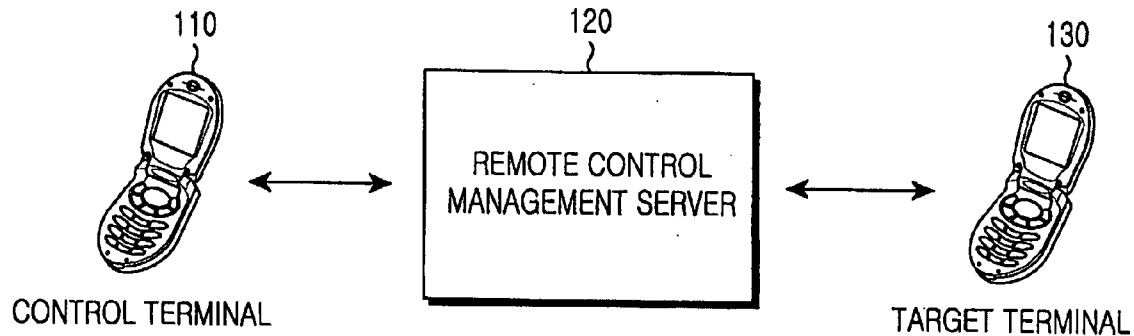 110
120
130
REMOTE CONTROL
MANAGEMENT SERVER
CONTROL TERMINAL
TARGET TERMINAL